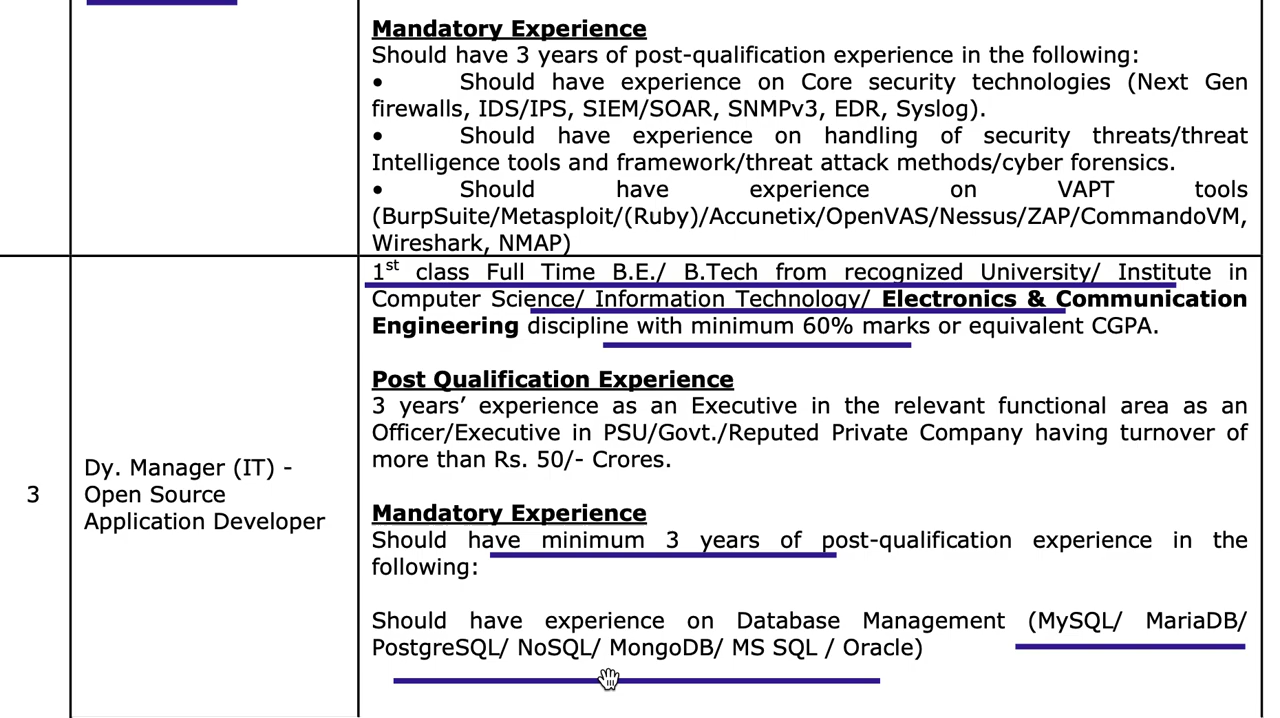 Mandatory Experience
Should have 3 years of post-qualification experience in the following:
• Should have experience on Core security technologies (Next Gen
firewalls, IDS/IPS, SIEM/SOAR, SNMPv3, EDR, Syslog).
• Should have experience on handling of security threats/threat
Intelligence tools and framework/threat attack methods/cyber forensics.
• Should have experience on VAPT tools
(BurpSuite/Metasploit/(Ruby)/Accunetix/OpenVAS/Nessus/ZAP/CommandoVM,
Wireshark, NMAP)
3
Dy. Manager (IT) -
Open Source
Application Developer
1st class Full Time B.E./ B.Tech from recognized University/ Institute in
Computer Science/ Information Technology/ Electronics & Communication
Engineering discipline with minimum 60% marks or equivalent CGPA.
Post Qualification Experience
3 years’ experience as an Executive in the relevant functional area as an
Officer/Executive in PSU/Govt./Reputed Private Company having turnover of
more than Rs. 50/- Crores.
Mandatory Experience
Should have minimum 3 years of post-qualification experience in the
following:
Should have experience on Database Management (MySQL/ MariaDB/
PostgreSQL/ NoSQL/ MongoDB/ MS SQL / Oracle)